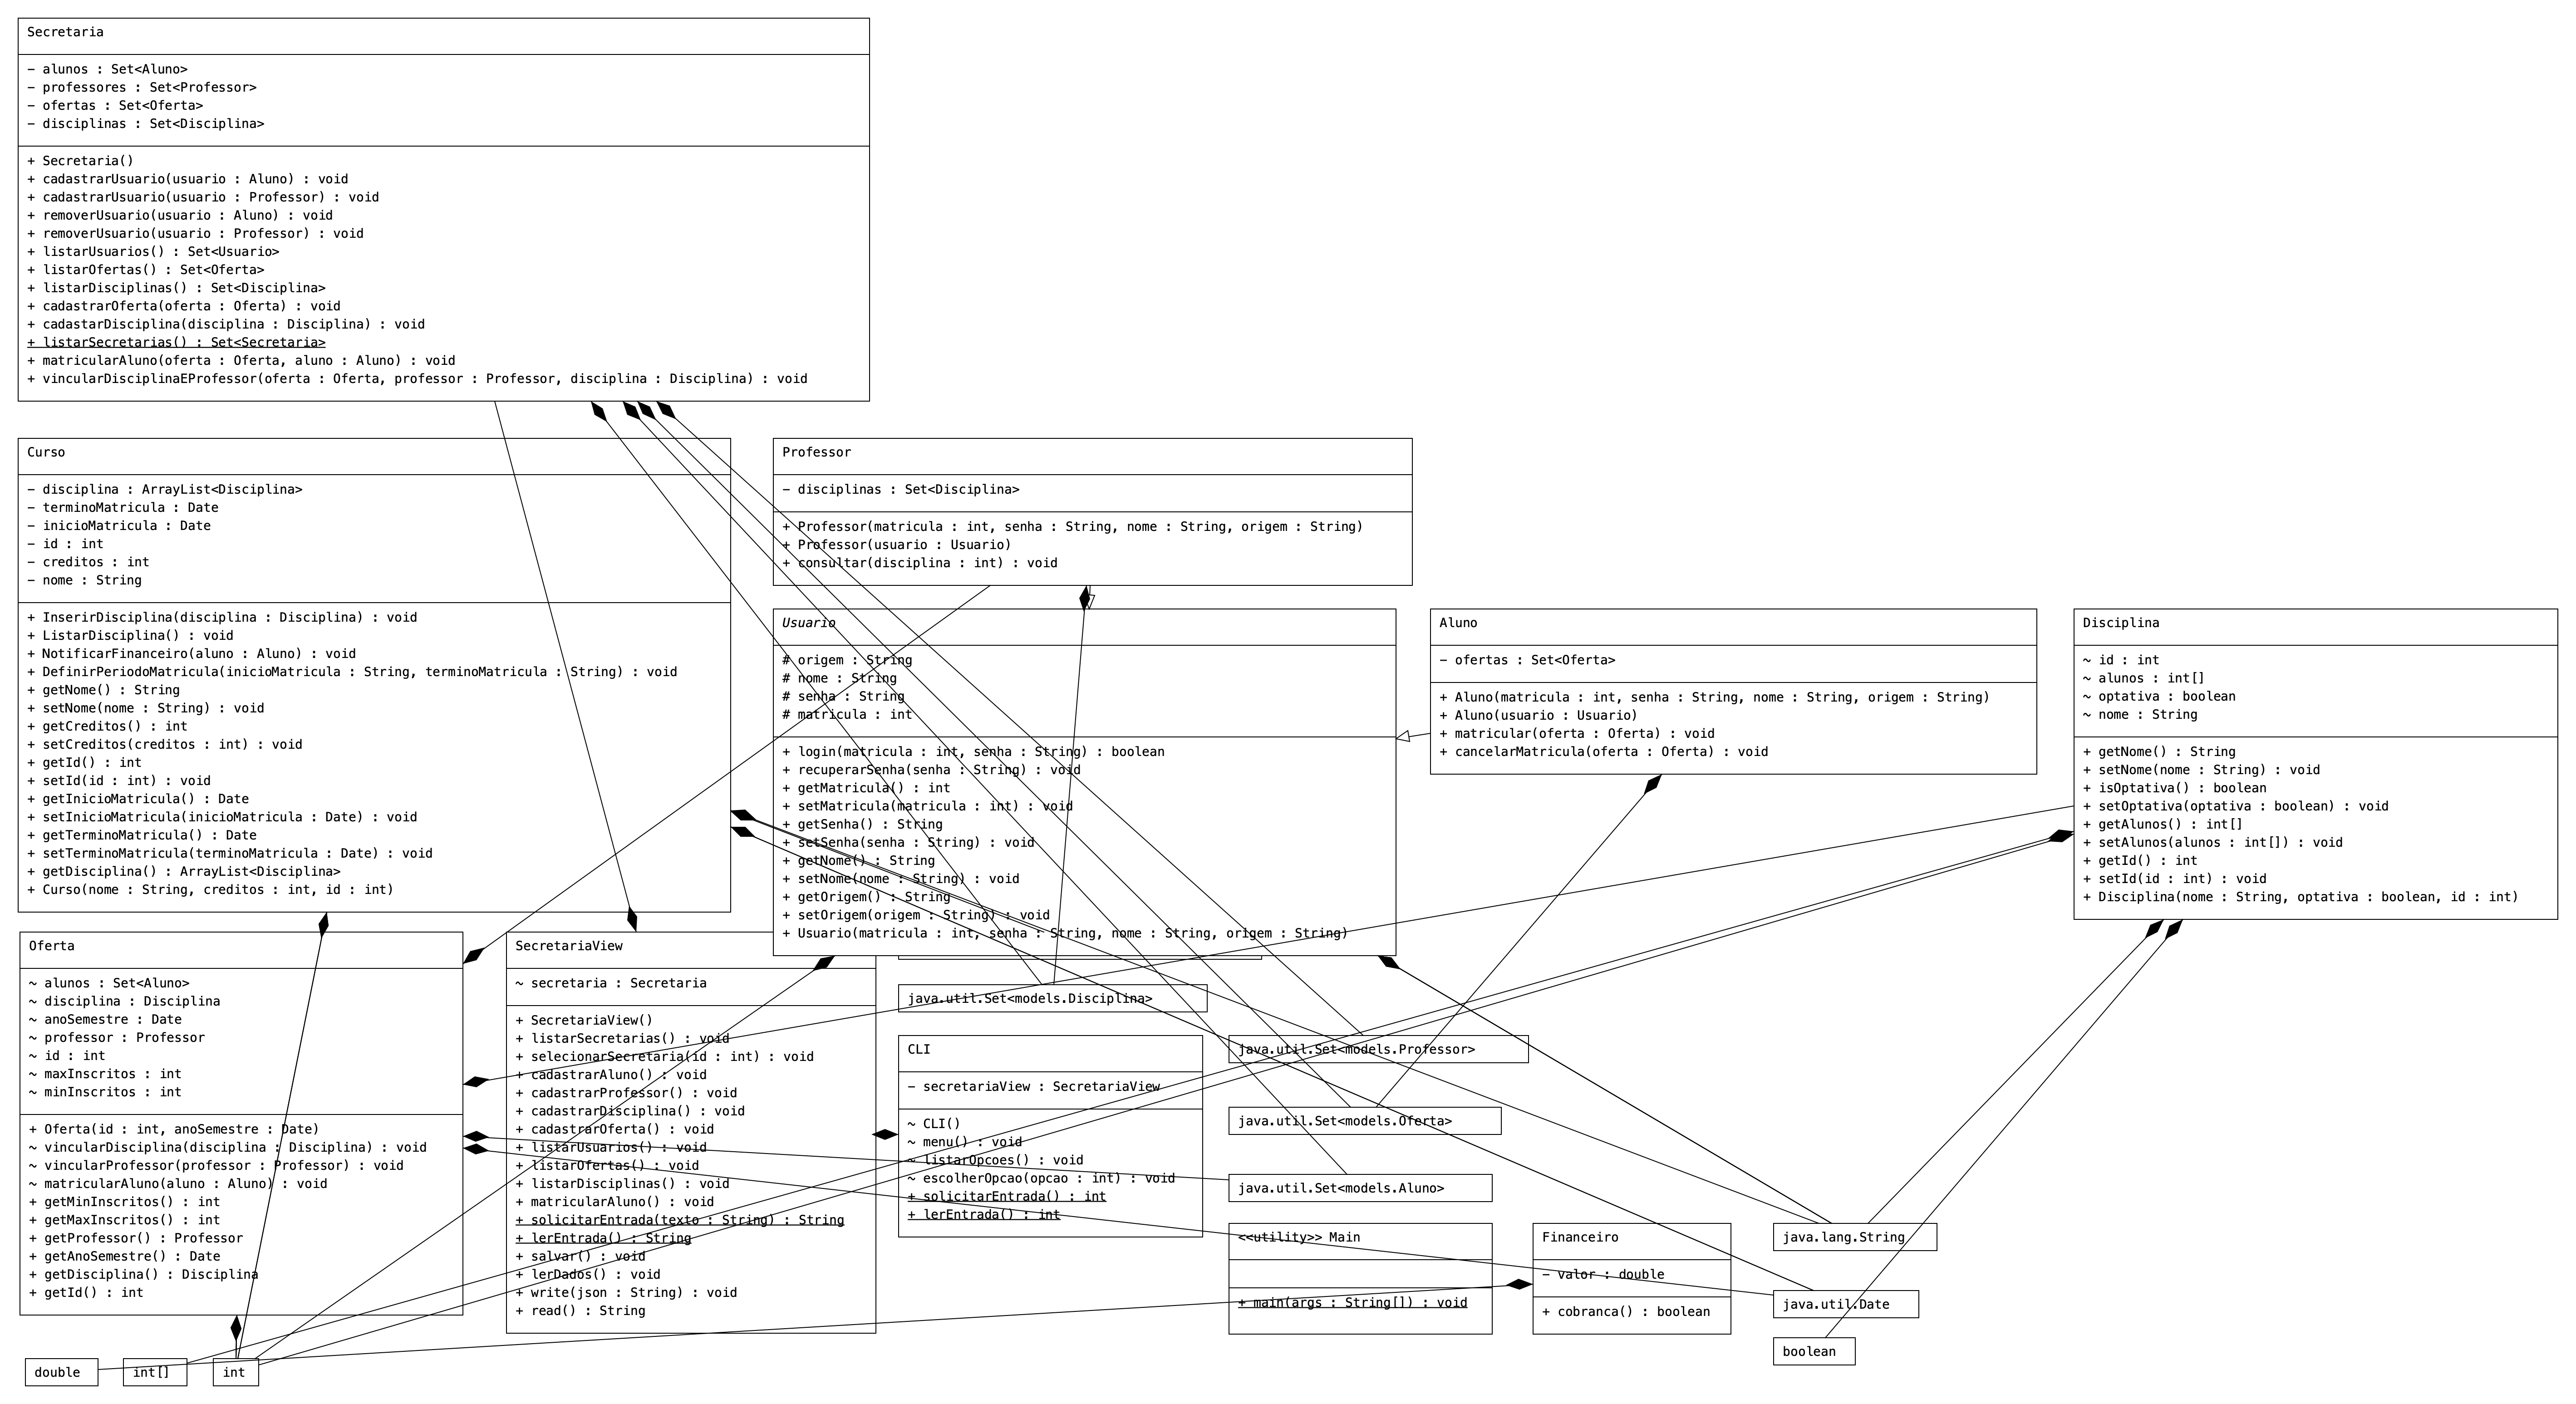 Secretaria
− alunos : Set<Aluno>
− professores : Set<Professor>
− ofertas : Set<Oferta>
− disciplinas : Set<Disciplina>
+ Secretaria()
+ cadastrarUsuario(usuario : Aluno) : void
+ cadastrarUsuario(usuario : Professor) : void
+ removerUsuario(usuario : Aluno) : void
+ removerUsuario(usuario : Professor) : void
+ listarUsuarios() : Set<Usuario>
+ listarOfertas() : Set<Oferta>
+ listarDisciplinas() : Set<Disciplina>
+ cadastrarOferta(oferta : Oferta) : void
+ cadastarDisciplina(disciplina : Disciplina) : void
+ listarSecretarias() : Set<Secretaria>
+ matricularAluno(oferta : Oferta, aluno : Aluno) : void
+ vincularDisciplinaEProfessor(oferta : Oferta, professor : Professor, disciplina : Disciplina) : void
Curso
− disciplina : ArrayList<Disciplina>
− terminoMatricula : Date
− inicioMatricula : Date
− id : int
− creditos : int
− nome : String
+ InserirDisciplina(disciplina : Disciplina) : void
+ ListarDisciplina() : void
+ NotificarFinanceiro(aluno : Aluno) : void
+ DefinirPeriodoMatricula(inicioMatricula : String, terminoMatricula : String) : void
+ getNome() : String
+ setNome(nome : String) : void
+ getCreditos() : int
+ setCreditos(creditos : int) : void
+ getId() : int
+ setId(id : int) : void
+ getInicioMatricula() : Date
+ setInicioMatricula(inicioMatricula : Date) : void
+ getTerminoMatricula() : Date
+ setTerminoMatricula(terminoMatricula : Date) : void
+ getDisciplina() : ArrayList<Disciplina>
+ Curso(nome : String, creditos : int, id : int)
Professor
− disciplinas : Set<Disciplina>
+ Professor(matricula : int, senha : String, nome : String, origem : String)
+ Professor(usuario : Usuario)
+ consultar(disciplina : int) : void
Usuario
# origem : String
# nome : String
# senha : String
# matricula : int
+ login(matricula : int, senha : String) : boolean
+ recuperarSenha(senha : String) : void
+ getMatricula() : int
+ setMatricula(matricula : int) : void
+ getSenha() : String
+ setSenha(senha : String) : void
+ getNome() : String
+ setNome(nome : String) : void
+ getOrigem() : String
+ setOrigem(origem : String) : void
+ Usuario(matricula : int, senha : String, nome : String, origem : String)
Aluno
− ofertas : Set<Oferta>
+ Aluno(matricula : int, senha : String, nome : String, origem : String)
+ Aluno(usuario : Usuario)
+ matricular(oferta : Oferta) : void
+ cancelarMatricula(oferta : Oferta) : void
Disciplina
~ id : int
~ alunos : int[]
~ optativa : boolean
~ nome : String
+ getNome() : String
+ setNome(nome : String) : void
+ isOptativa() : boolean
+ setOptativa(optativa : boolean) : void
+ getAlunos() : int[]
+ setAlunos(alunos : int[]) : void
+ getId() : int
+ setId(id : int) : void
+ Disciplina(nome : String, optativa : boolean, id : int)
Oferta
~ alunos : Set<Aluno>
~ disciplina : Disciplina
~ anoSemestre : Date
~ professor : Professor
~ id : int
~ maxInscritos : int
~ minInscritos : int
+ Oferta(id : int, anoSemestre : Date)
~ vincularDisciplina(disciplina : Disciplina) : void
~ vincularProfessor(professor : Professor) : void
~ matricularAluno(aluno : Aluno) : void
+ getMinInscritos() : int
+ getMaxInscritos() : int
+ getProfessor() : Professor
+ getAnoSemestre() : Date
+ getDisciplina() : Disciplina
+ getId() : int
SecretariaView
~ secretaria : Secretaria
+ SecretariaView()
+ listarSecretarias() : void
+ selecionarSecretaria(id : int) : void
+ cadastrarAluno() : void
+ cadastrarProfessor() : void
+ cadastrarDisciplina() : void
+ cadastrarOferta() : void
+ listarUsuarios() : void
+ listarOfertas() : void
+ listarDisciplinas() : void
+ matricularAluno() : void
+ solicitarEntrada(texto : String) : String
+ lerEntrada() : String
+ salvar() : void
+ lerDados() : void
+ write(json : String) : void
+ read() : String
java.util.Set<models.Disciplina>
CLI
− secretariaView : SecretariaView
~ CLI()
~ menu() : void
~ listarOpcoes() : void
~ escolherOpcao(opcao : int) : void
+ solicitarEntrada() : int
+ lerEntrada() : int
java.util.Set<models.Professor>
java.util.Set<models.Oferta>
java.util.Set<models.Aluno>
<<utility>> Main
+ main(args : String[]) : void
Financeiro
− valor : double
+ cobranca() : boolean
java.lang.String
java.util.Date
boolean
double
int[]
int